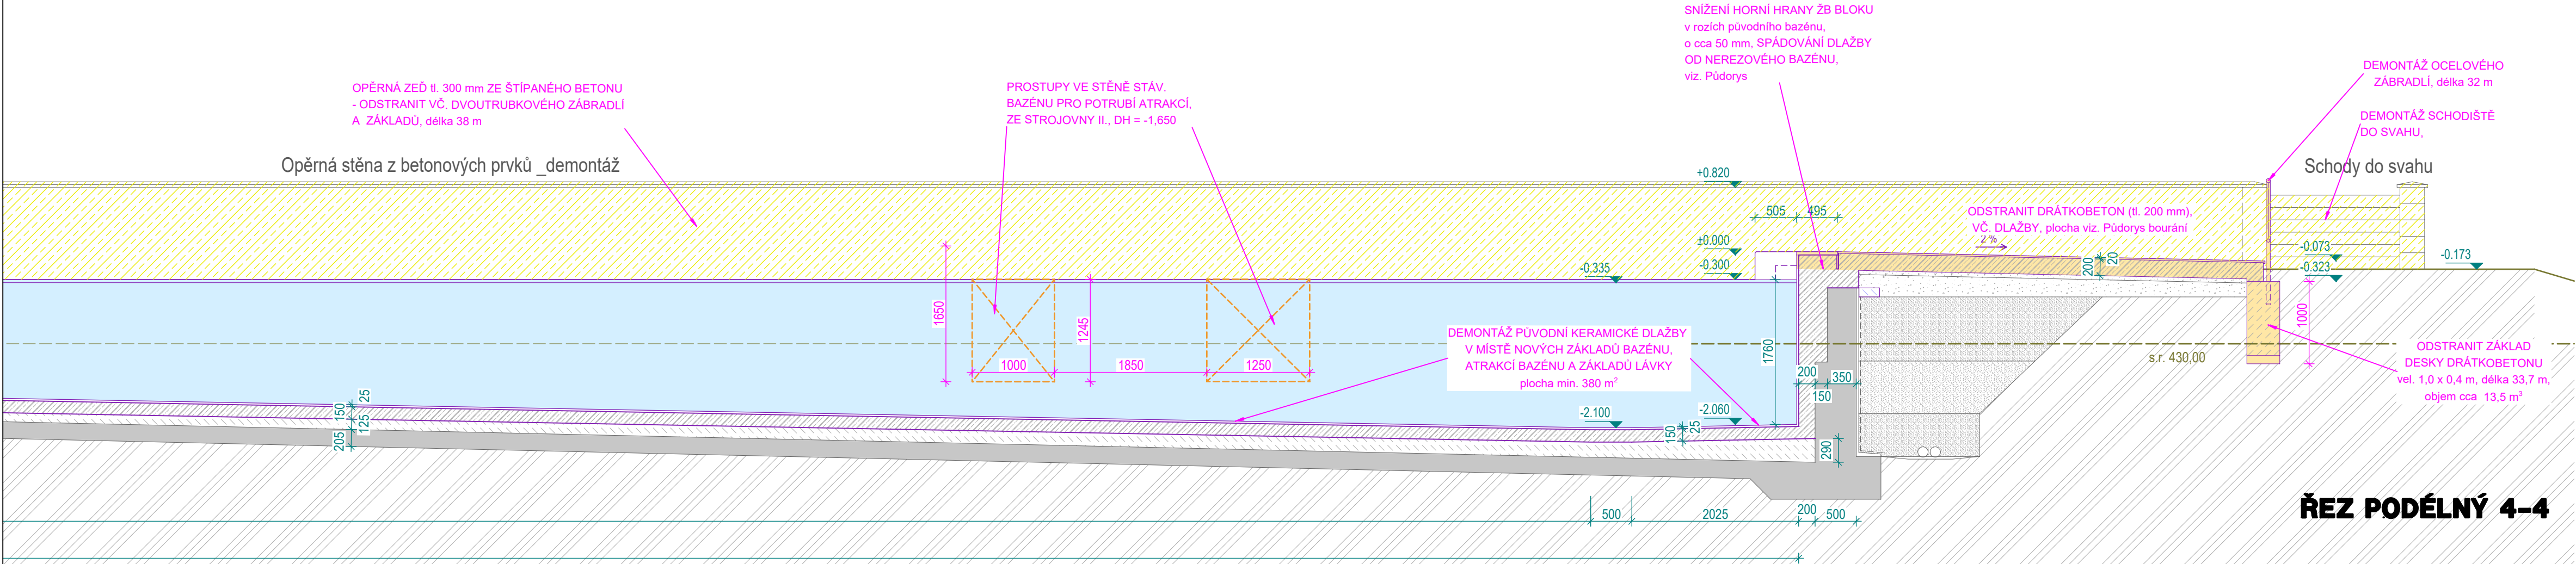 SNÍŽENÍ HORNÍ HRANY ŽB BLOKU
v rozích původního bazénu,
o cca 50 mm, SPÁDOVÁNÍ DLAŽBY
OD NEREZOVÉHO BAZÉNU,
viz. Půdorys
DEMONTÁŽ OCELOVÉHO
ZÁBRADLÍ, délka 32 m
OPĚRNÁ ZEĎ tl. 300 mm ZE ŠTÍPANÉHO BETONU
- ODSTRANIT VČ. DVOUTRUBKOVÉHO ZÁBRADLÍ
A ZÁKLADŮ, délka 38 m
PROSTUPY VE STĚNĚ STÁV.
BAZÉNU PRO POTRUBÍ ATRAKCÍ,
ZE STROJOVNY II., DH = -1,650
DEMONTÁŽ SCHODIŠTĚ
DO SVAHU,
Opěrná stěna z betonových prvků _demontáž
Schody do svahu
+0.820
505
495
ODSTRANIT DRÁTKOBETON (tl. 200 mm),
VČ. DLAŽBY, plocha viz. Půdorys bourání
2 %
±0.000
-0.300
-0.335
200
20
-0.073
-0.323
-0.173
1650
1245
1000
1850
1250
1760
1000
DEMONTÁŽ PŮVODNÍ KERAMICKÉ DLAŽBY
V MÍSTĚ NOVÝCH ZÁKLADŮ BAZÉNU,
ATRAKCÍ BAZÉNU A ZÁKLADŮ LÁVKY
plocha min. 380 m²
200
350
150
s.r. 430,00
ODSTRANIT ZÁKLAD
DESKY DRÁTKOBETONU
vel. 1,0 x 0,4 m, délka 33,7 m,
objem cca 13,5 m³
25
150
125
205
-2.100
-2.060
150
25
290
500
2025
200
500
ŘEZ PODÉLNÝ 4-4